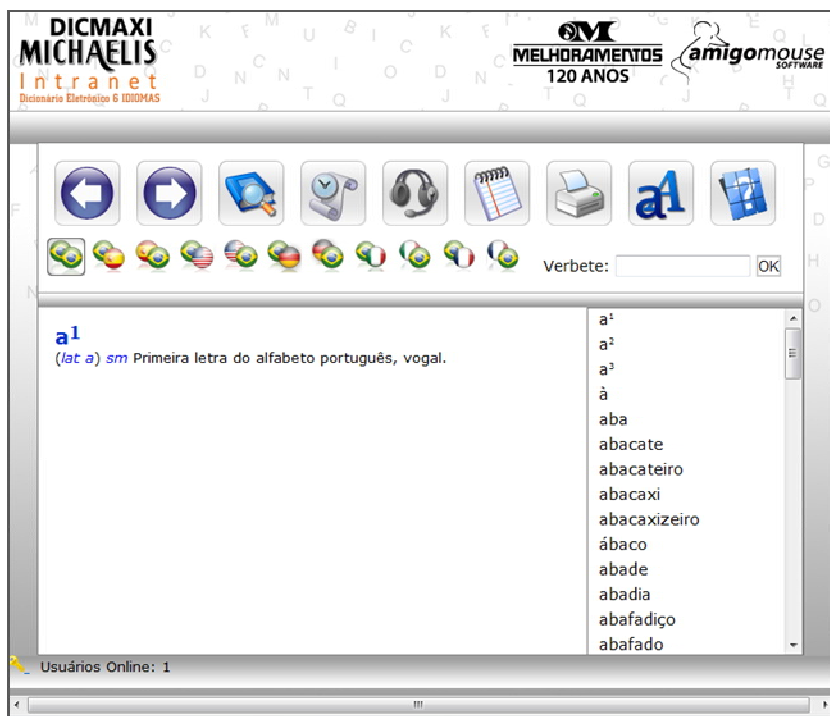 DICMAXI
MICHAELIS
Intranet
Dicionário Eletrônico 6 IDIOMAS
MELHORAMENTOS
120 ANOS
amigomouse
SOFTWARE
Verbete:
OK
a¹
(lat a) sm Primeira letra do alfabeto português, vogal.
a¹
a²
a³
à
aba
abacate
abacateiro
abacaxi
abacaxizeiro
ábaco
abade
abadia
abafadiço
abafado
Usuários Online: 1